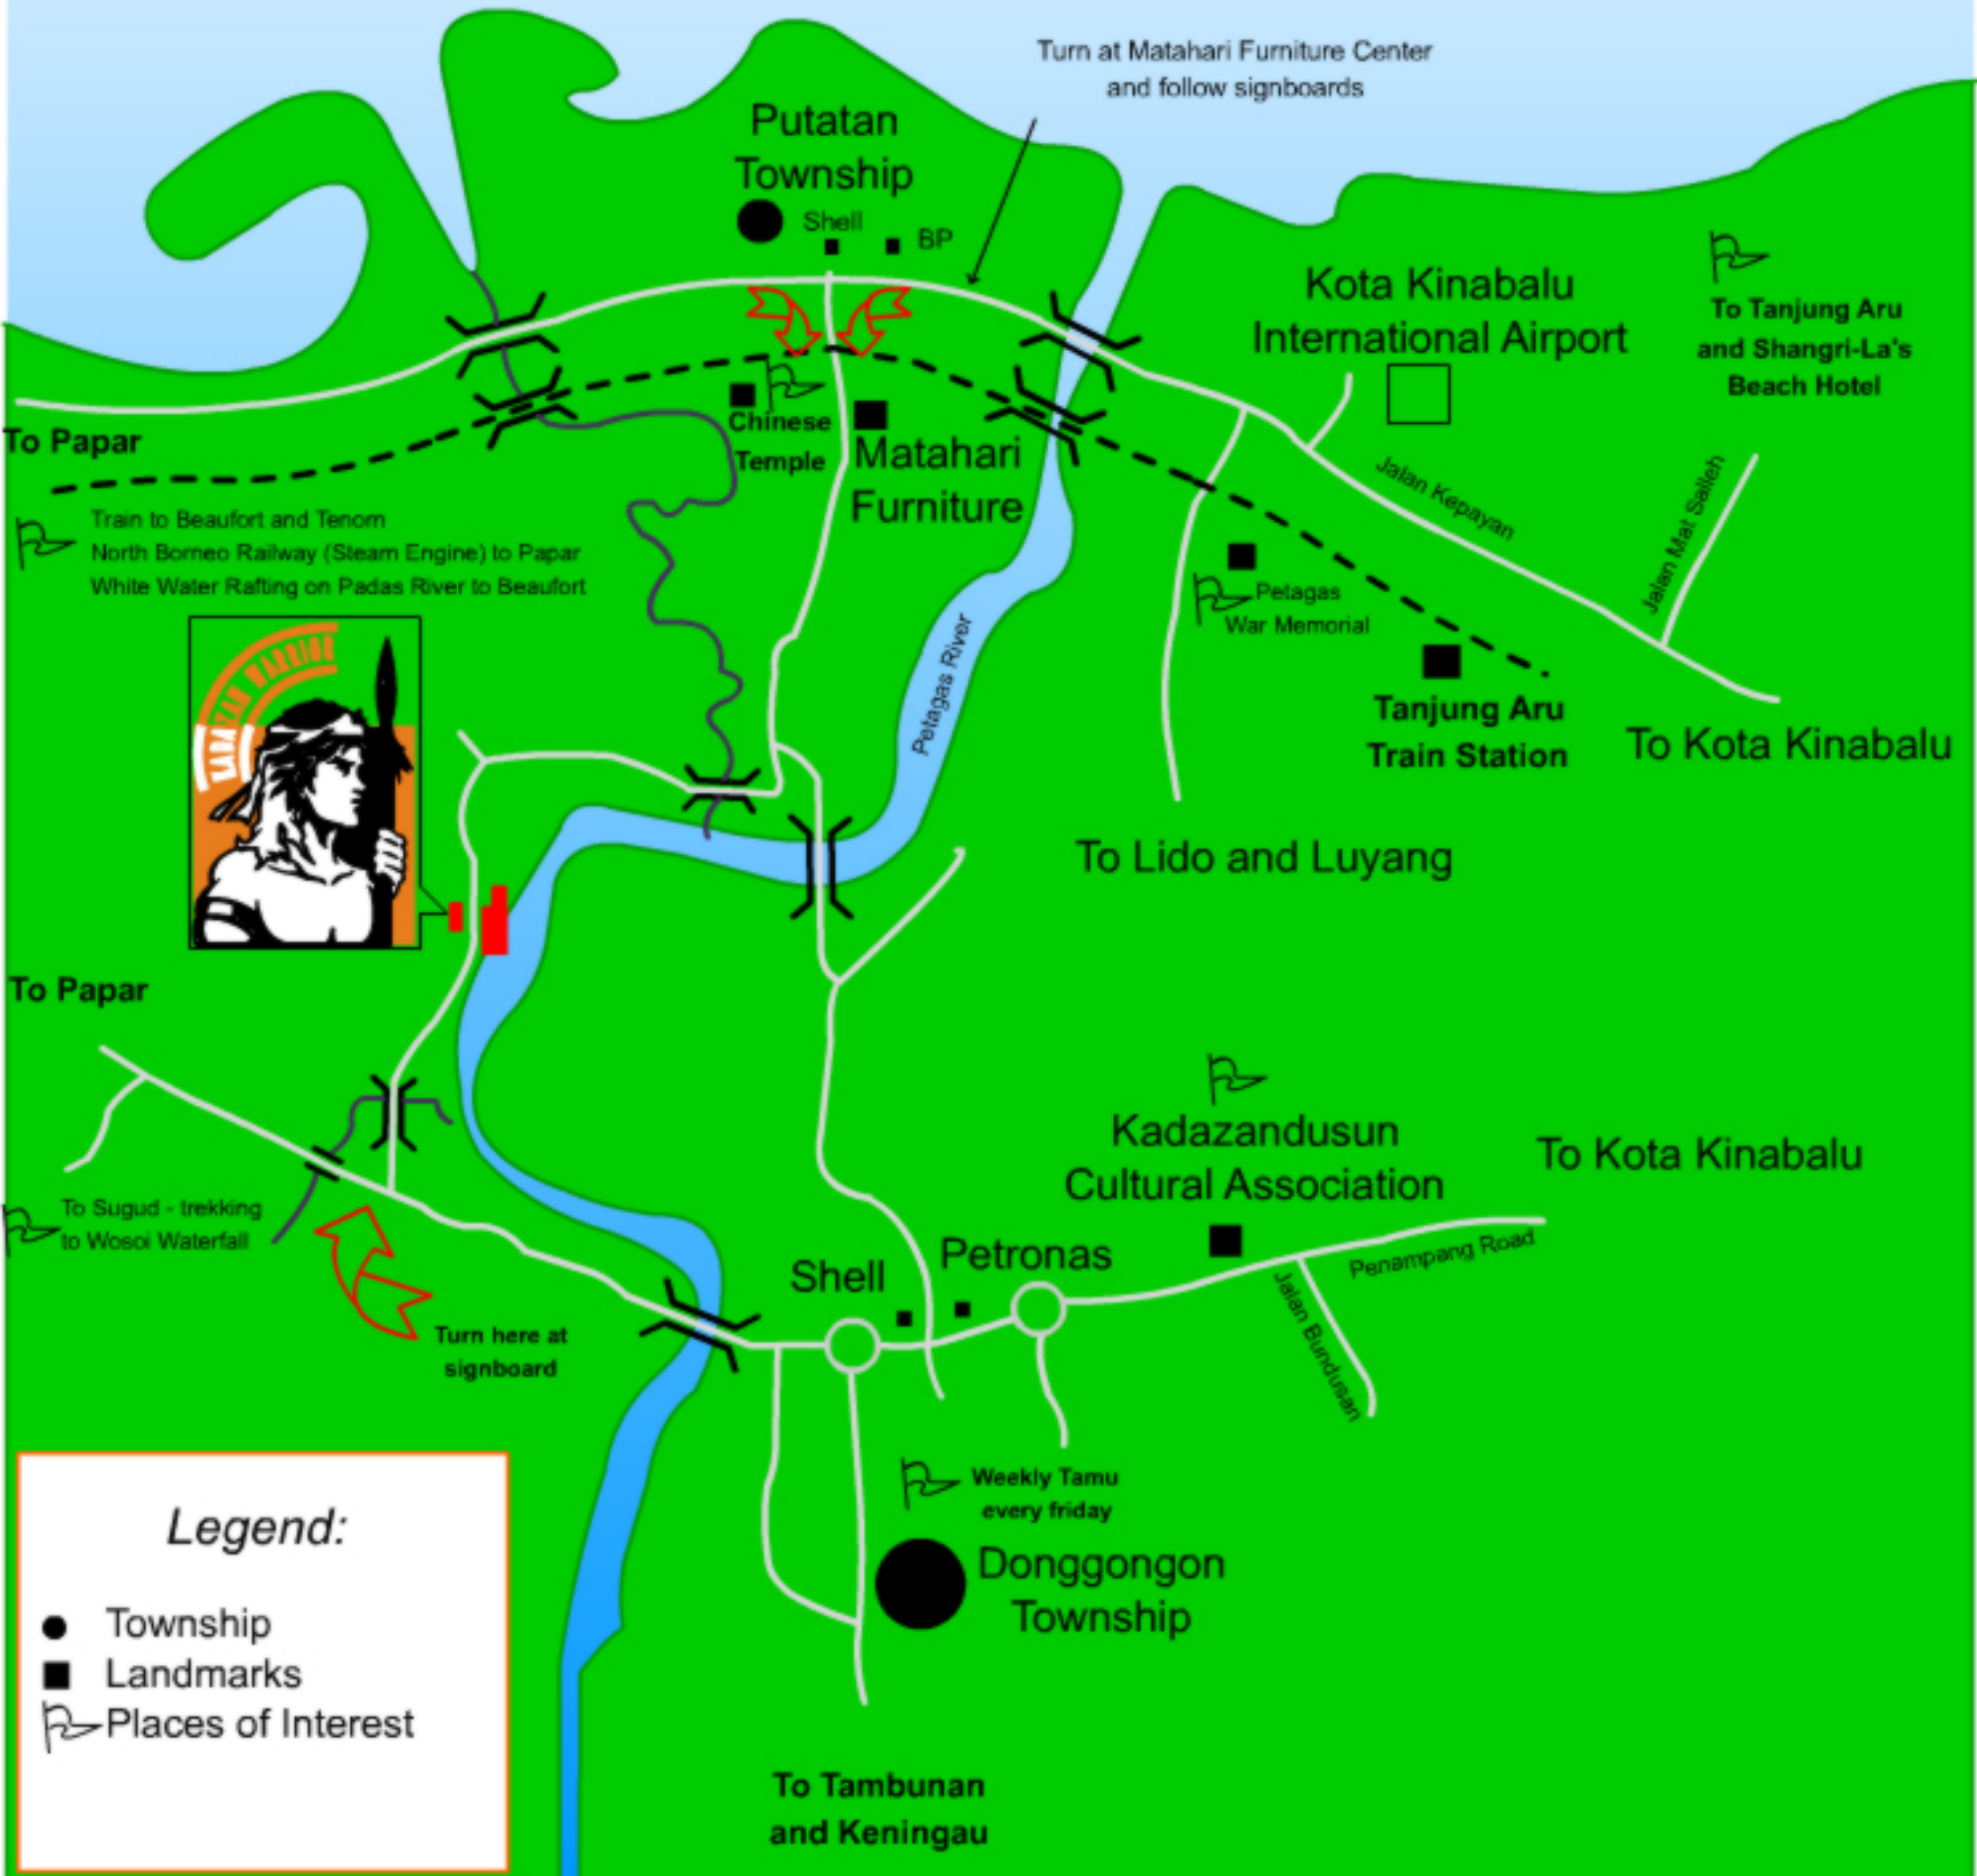 Turn at Matahari Furniture Center
and follow signboards
Putatan
Township
Shell
BP
Kota Kinabalu
International Airport
To Tanjung Aru
and Shangri-La's
Beach Hotel
To Papar
Chinese
Temple
Matahari
Furniture
Jalan Kepayan
Jalan Mat Salleh
Train to Beaufort and Tenom
North Borneo Railway (Steam Engine) to Papar
White Water Rafting on Padas River to Beaufort
Petagas
War Memorial
KADAZAN WARRIOR
Petagas River
Tanjung Aru
Train Station
To Kota Kinabalu
To Lido and Luyang
To Papar
Kadazandusun
Cultural Association
To Kota Kinabalu
To Sugud - trekking
to Wosoi Waterfall
Shell
Petronas
Penampang Road
Jalan Bundusan
Turn here at
signboard
Weekly Tamu
every friday
Donggongon
Township
Legend:
Township
Landmarks
Places of Interest
To Tambunan
and Keningau